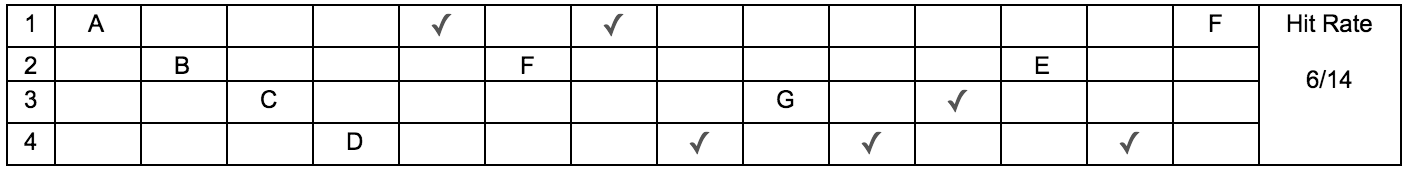 1 A ✓ ✓ F Hit Rate
2 B F E 6/14
3 C G ✓
4 D ✓ ✓ ✓